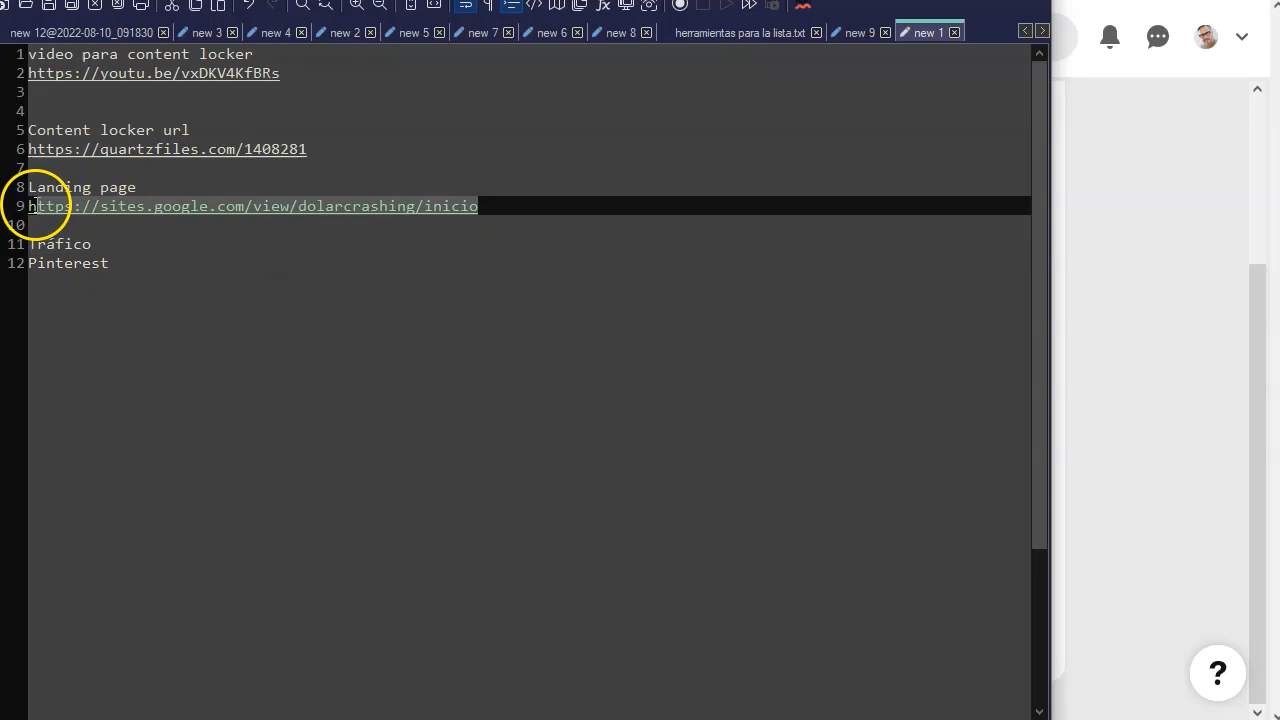 new 12@2022-08-10_091830 new 3 new 4 new 2 new 5 new 7 new 6 new 8 herramientas para la lista.txt new 9 new 1
1 video para content locker
2 https://youtu.be/vxDKV4KfBRs
3
4
5 Content locker url
6 https://quartzfiles.com/1408281
7
8 Landing page
9 https://sites.google.com/view/dolarcrashing/inicio
10
11 Tráfico
12 Pinterest
?